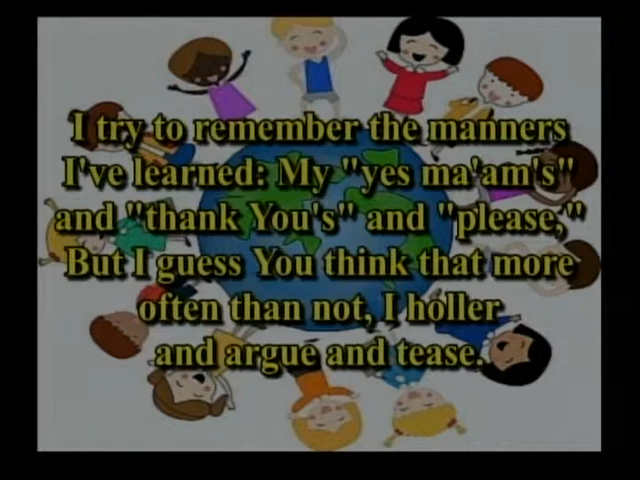 I try to remember the manners
I've learned: My "yes ma'am's"
and "thank You's" and "please,"
But I guess You think that more
often than not, I holler
and argue and tease.